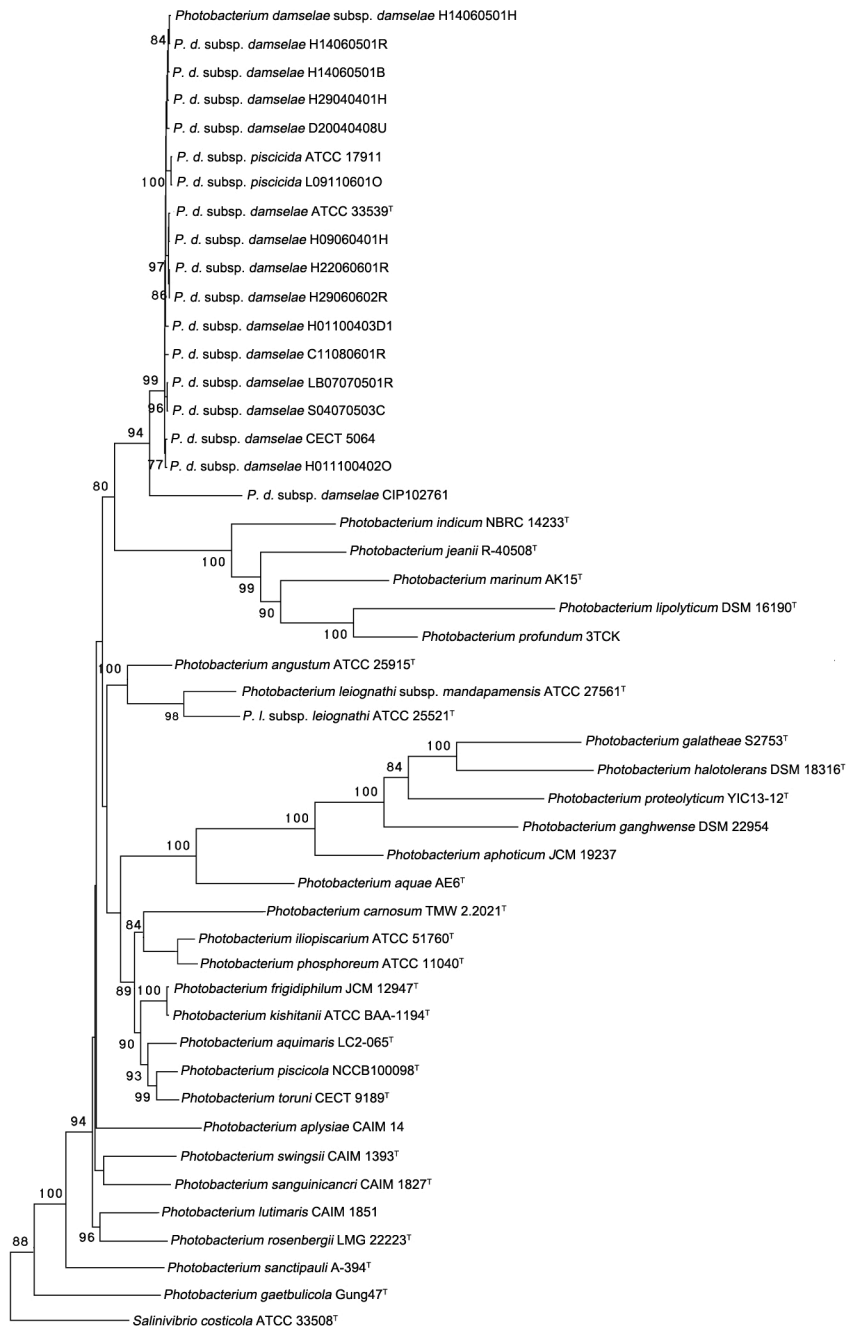 Photobacterium damselae subsp. damselae H14060501H
84
P. d. subsp. damselae H14060501R
P. d. subsp. damselae H14060501B
P. d. subsp. damselae H29040401H
P. d. subsp. damselae D20040408U
P. d. subsp. piscicida ATCC 17911
100
P. d. subsp. piscicida L09110601O
P. d. subsp. damselae ATCC 33539ᵀ
P. d. subsp. damselae H09060401H
97
P. d. subsp. damselae H22060601R
86
P. d. subsp. damselae H29060602R
P. d. subsp. damselae H01100403D1
P. d. subsp. damselae C11080601R
99
P. d. subsp. damselae LB07070501R
96
P. d. subsp. damselae S04070503C
94
P. d. subsp. damselae CECT 5064
77
P. d. subsp. damselae H011100402O
80
P. d. subsp. damselae CIP102761
Photobacterium indicum NBRC 14233ᵀ
100
Photobacterium jeanii R-40508ᵀ
99
Photobacterium marinum AK15ᵀ
90
Photobacterium lipolyticum DSM 16190ᵀ
100
Photobacterium profundum 3TCK
100
Photobacterium angustum ATCC 25915ᵀ
Photobacterium leiognathi subsp. mandapamensis ATCC 27561ᵀ
98
P. l. subsp. leiognathi ATCC 25521ᵀ
100
Photobacterium galatheae S2753ᵀ
84
Photobacterium halotolerans DSM 18316ᵀ
100
Photobacterium proteolyticum YIC13-12ᵀ
100
Photobacterium ganghwense DSM 22954
100
Photobacterium aphoticum JCM 19237
Photobacterium aquae AE6ᵀ
Photobacterium carnosum TMW 2.2021ᵀ
84
Photobacterium iliopiscarium ATCC 51760ᵀ
Photobacterium phosphoreum ATCC 11040ᵀ
89
100
Photobacterium frigidiphilum JCM 12947ᵀ
Photobacterium kishitanii ATCC BAA-1194ᵀ
90
Photobacterium aquimaris LC2-065ᵀ
93
Photobacterium piscicola NCCB100098ᵀ
99
Photobacterium toruni CECT 9189ᵀ
94
Photobacterium aplysiae CAIM 14
Photobacterium swingsii CAIM 1393ᵀ
Photobacterium sanguinicancri CAIM 1827ᵀ
100
Photobacterium lutimaris CAIM 1851
96
Photobacterium rosenbergii LMG 22223ᵀ
88
Photobacterium sanctipauli A-394ᵀ
Photobacterium gaetbulicola Gung47ᵀ
Salinivibrio costicola ATCC 33508ᵀ